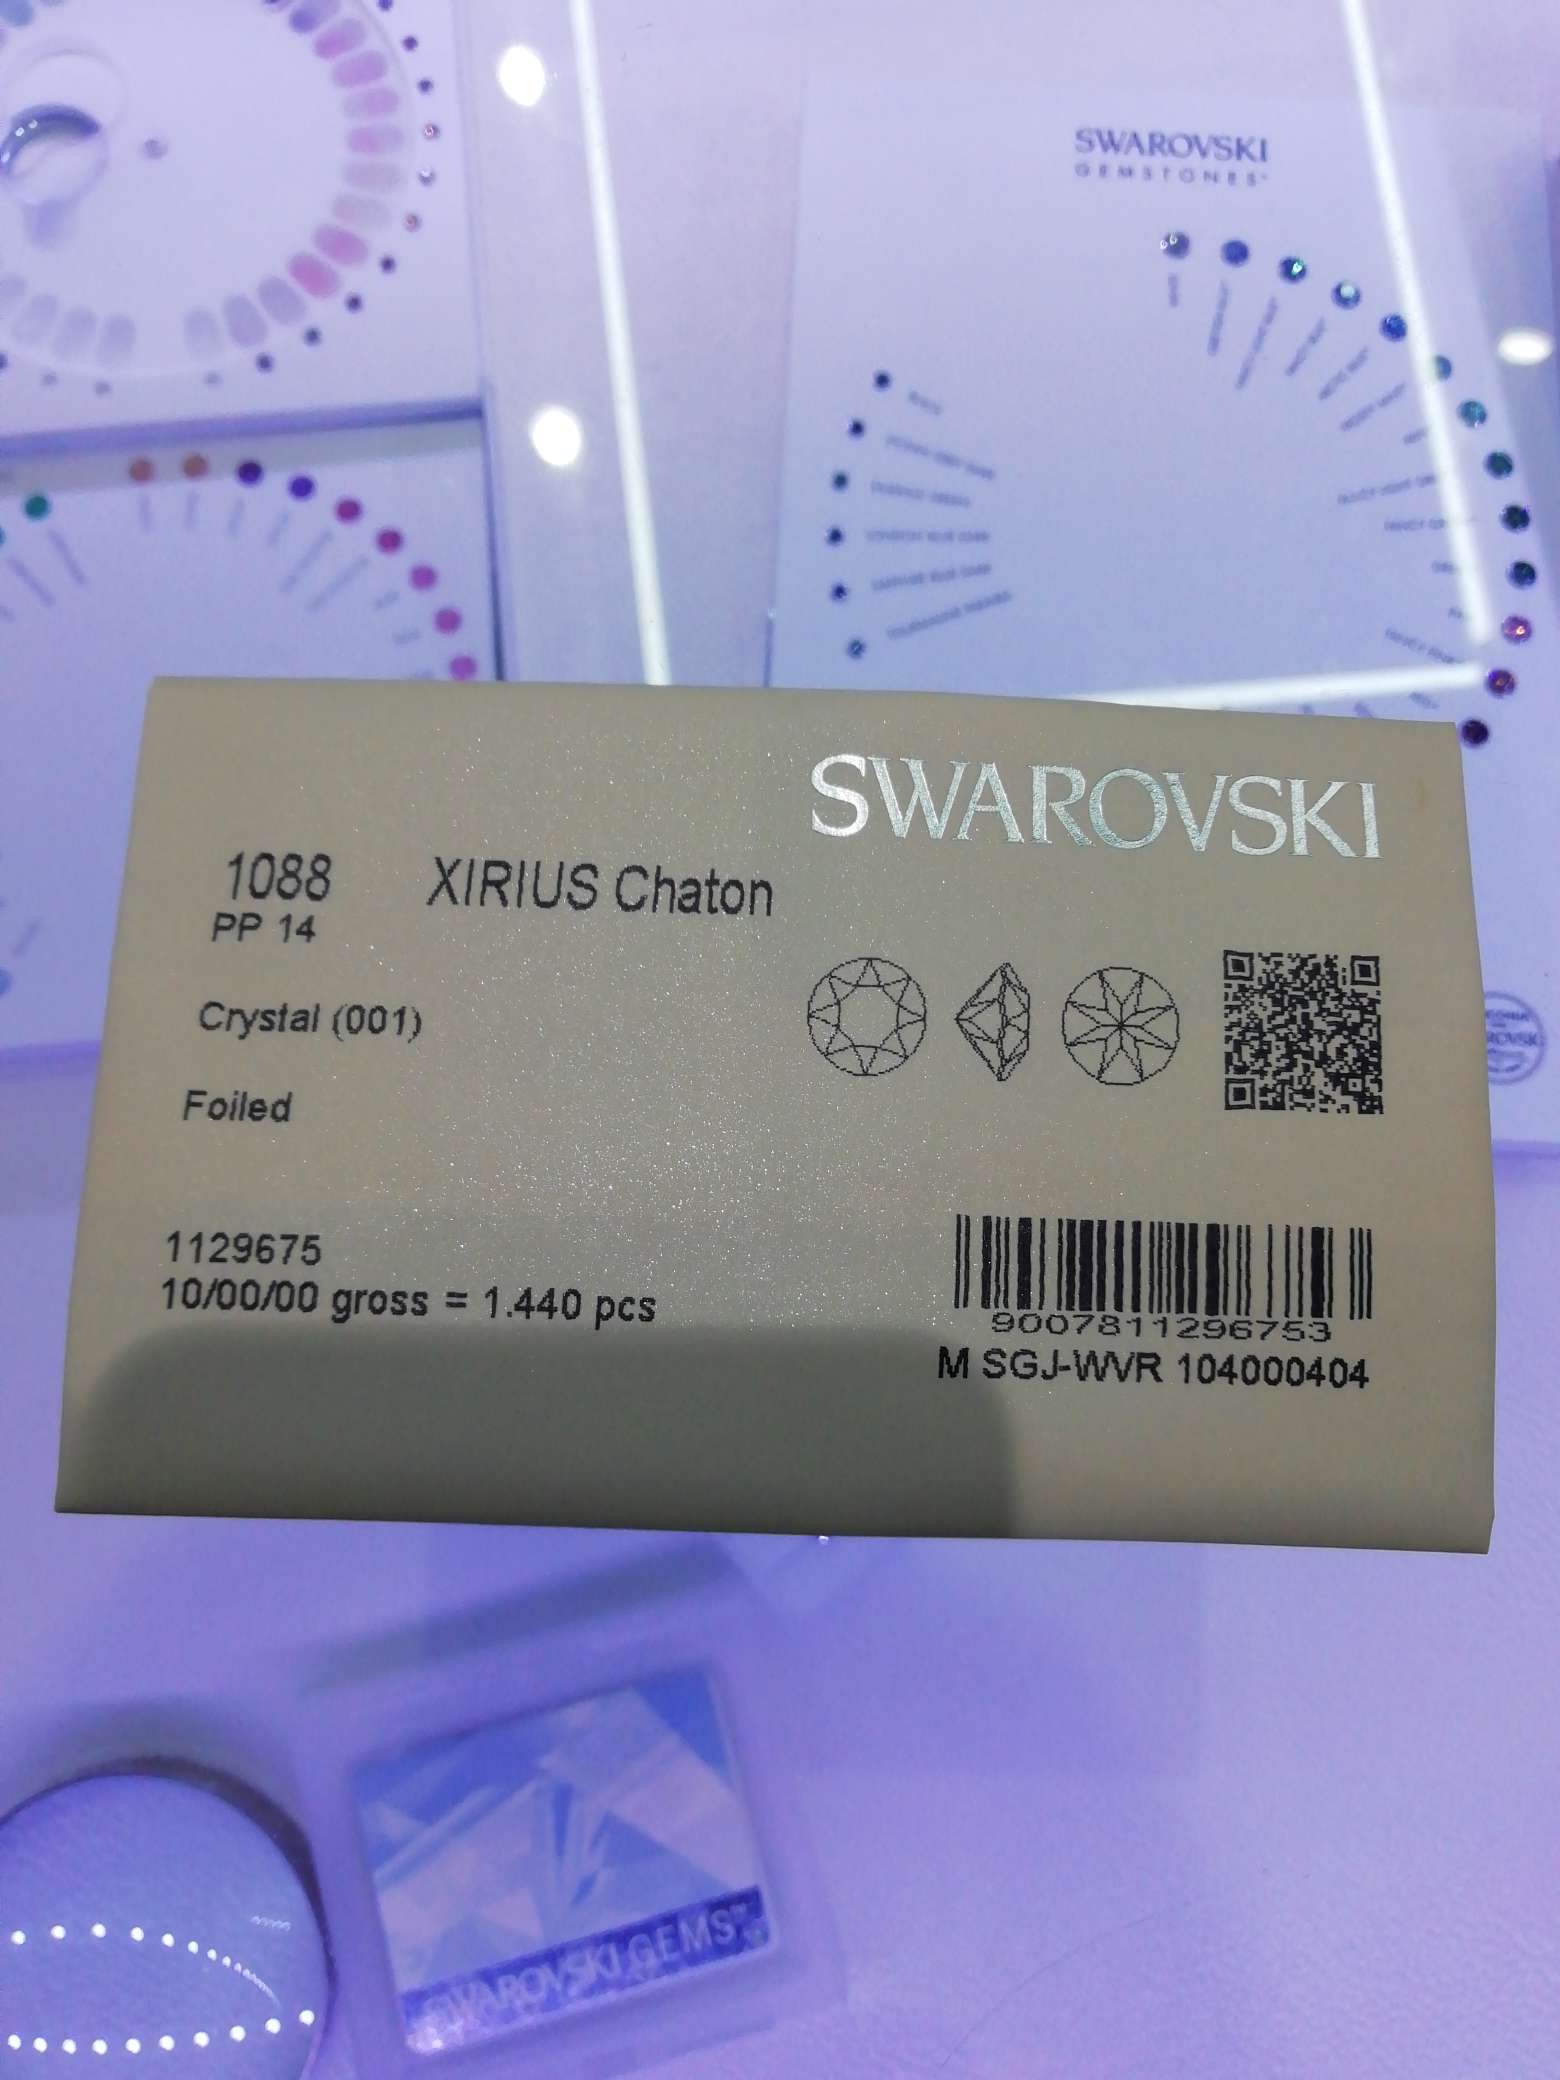 SWAROVSKI
GEMSTONES
SWAROVSKI
1088 XIRIUS Chaton
PP 14
Crystal (001)
Foiled
1129675
10/00/00 gross = 1.440 pcs
9007811296753
M SGJ-WVR 104000404
SWAROVSKI GEMS™